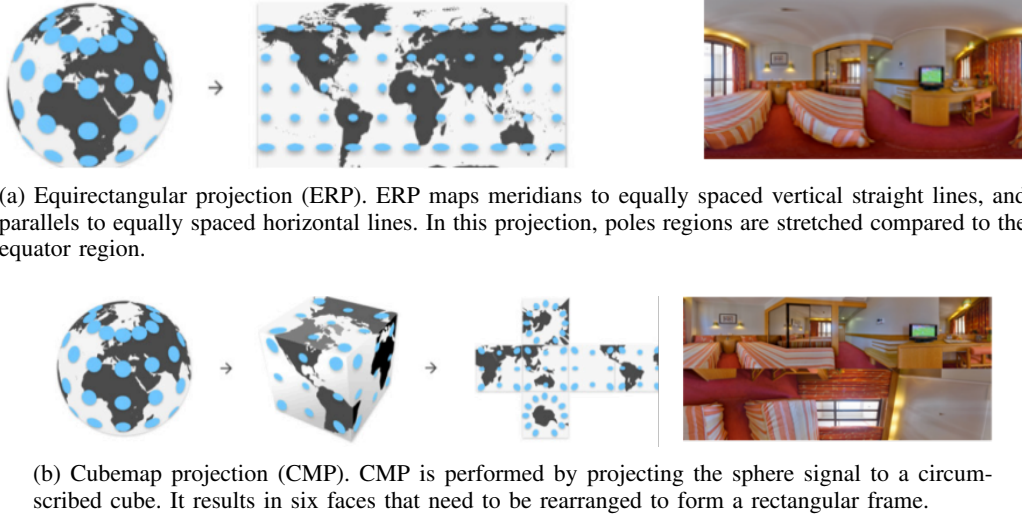 (a) Equirectangular projection (ERP). ERP maps meridians to equally spaced vertical straight lines, and
parallels to equally spaced horizontal lines. In this projection, poles regions are stretched compared to the
equator region.
(b) Cubemap projection (CMP). CMP is performed by projecting the sphere signal to a circum-
scribed cube. It results in six faces that need to be rearranged to form a rectangular frame.